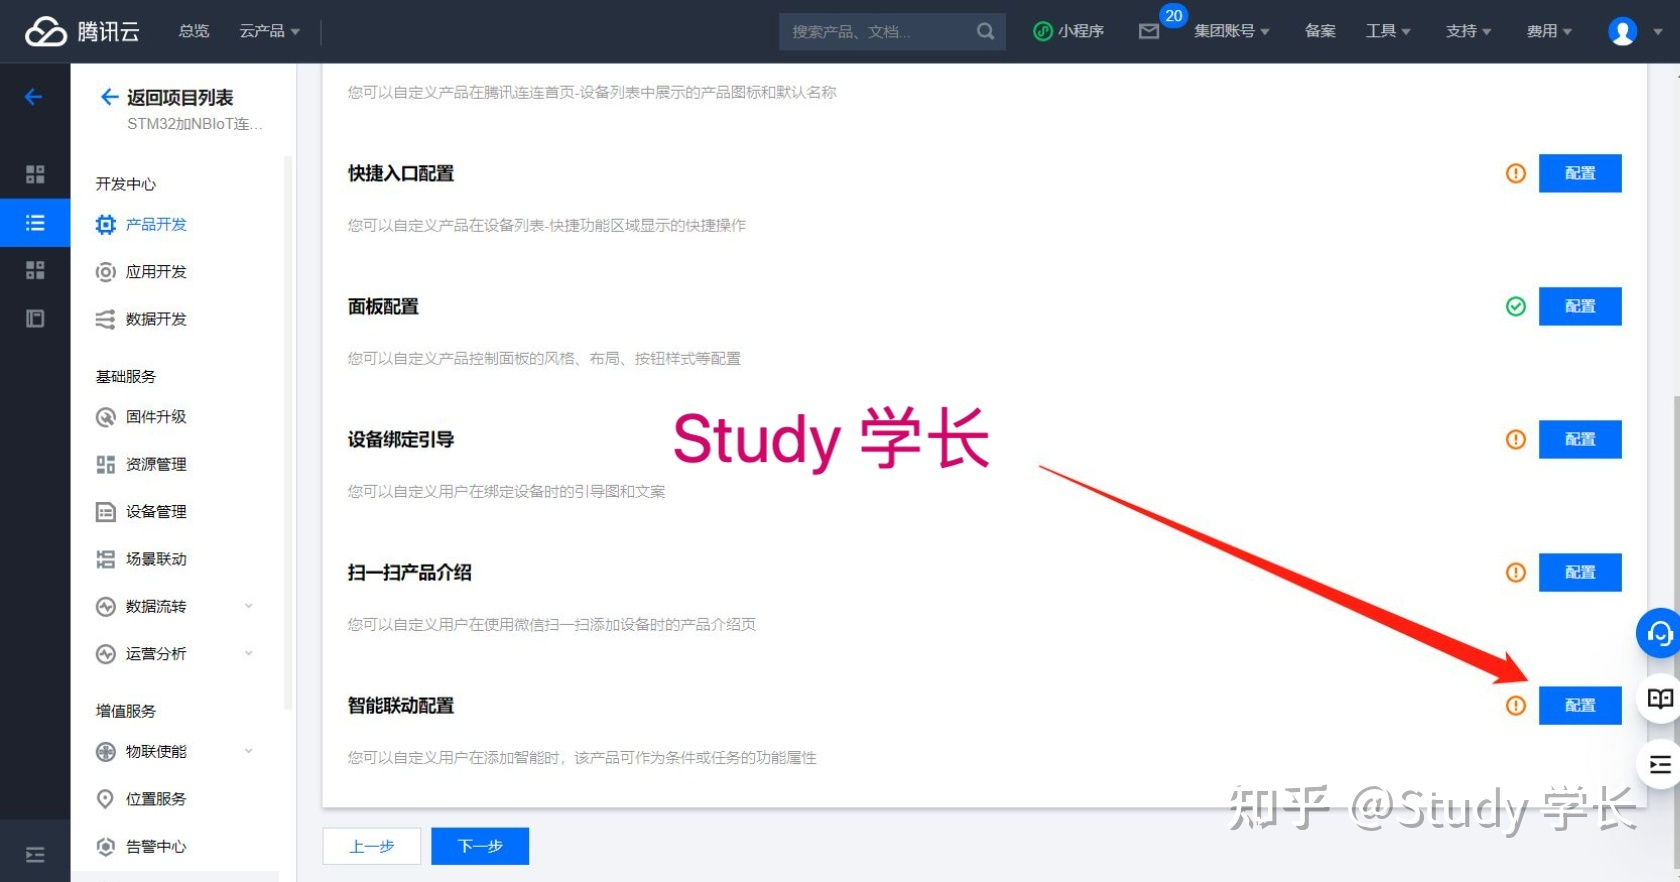 腾讯云
总览
云产品
搜索产品、文档...
小程序
20
集团账号
备案
工具
支持
费用
返回项目列表
STM32加NBIoT连...
开发中心
产品开发
应用开发
数据开发
基础服务
固件升级
资源管理
设备管理
场景联动
数据流转
运营分析
增值服务
物联使能
位置服务
告警中心
您可以自定义产品在腾讯连连首页-设备列表中展示的产品图标和默认名称
快捷入口配置
配置
您可以自定义产品在设备列表-快捷功能区域显示的快捷操作
面板配置
配置
您可以自定义产品控制面板的风格、布局、按钮样式等配置
Study 学长
设备绑定引导
配置
您可以自定义用户在绑定设备时的引导图和文案
扫一扫产品介绍
配置
您可以自定义用户在使用微信扫一扫添加设备时的产品介绍页
智能联动配置
配置
您可以自定义用户在添加智能时，该产品可作为条件或任务的功能属性
知乎 @Study 学长
上一步
下一步